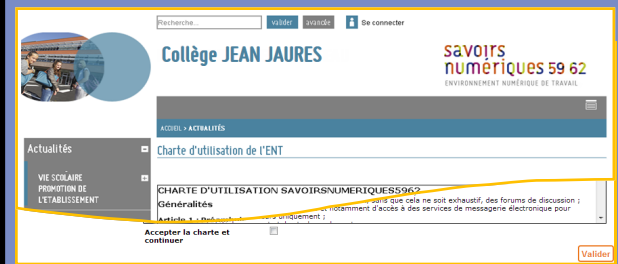 Recherche... valider avancée Se connecter
Collège JEAN JAURES
savoirs
numériques 59 62
ENVIRONNEMENT NUMÉRIQUE DE TRAVAIL
ACCUEIL > ACTUALITÉS
Actualités
Charte d'utilisation de l'ENT
VIE SCOLAIRE
PROMOTION DE
L'ETABLISSEMENT
CHARTE D'UTILISATION SAVOIRSNUMERIQUES5962
sans que cela ne soit exhaustif, des forums de discussion ;
Généralités
notamment d'accès à des services de messagerie électronique pour
Article 1 : uniquement ;
Accepter la charte et
continuer
Valider